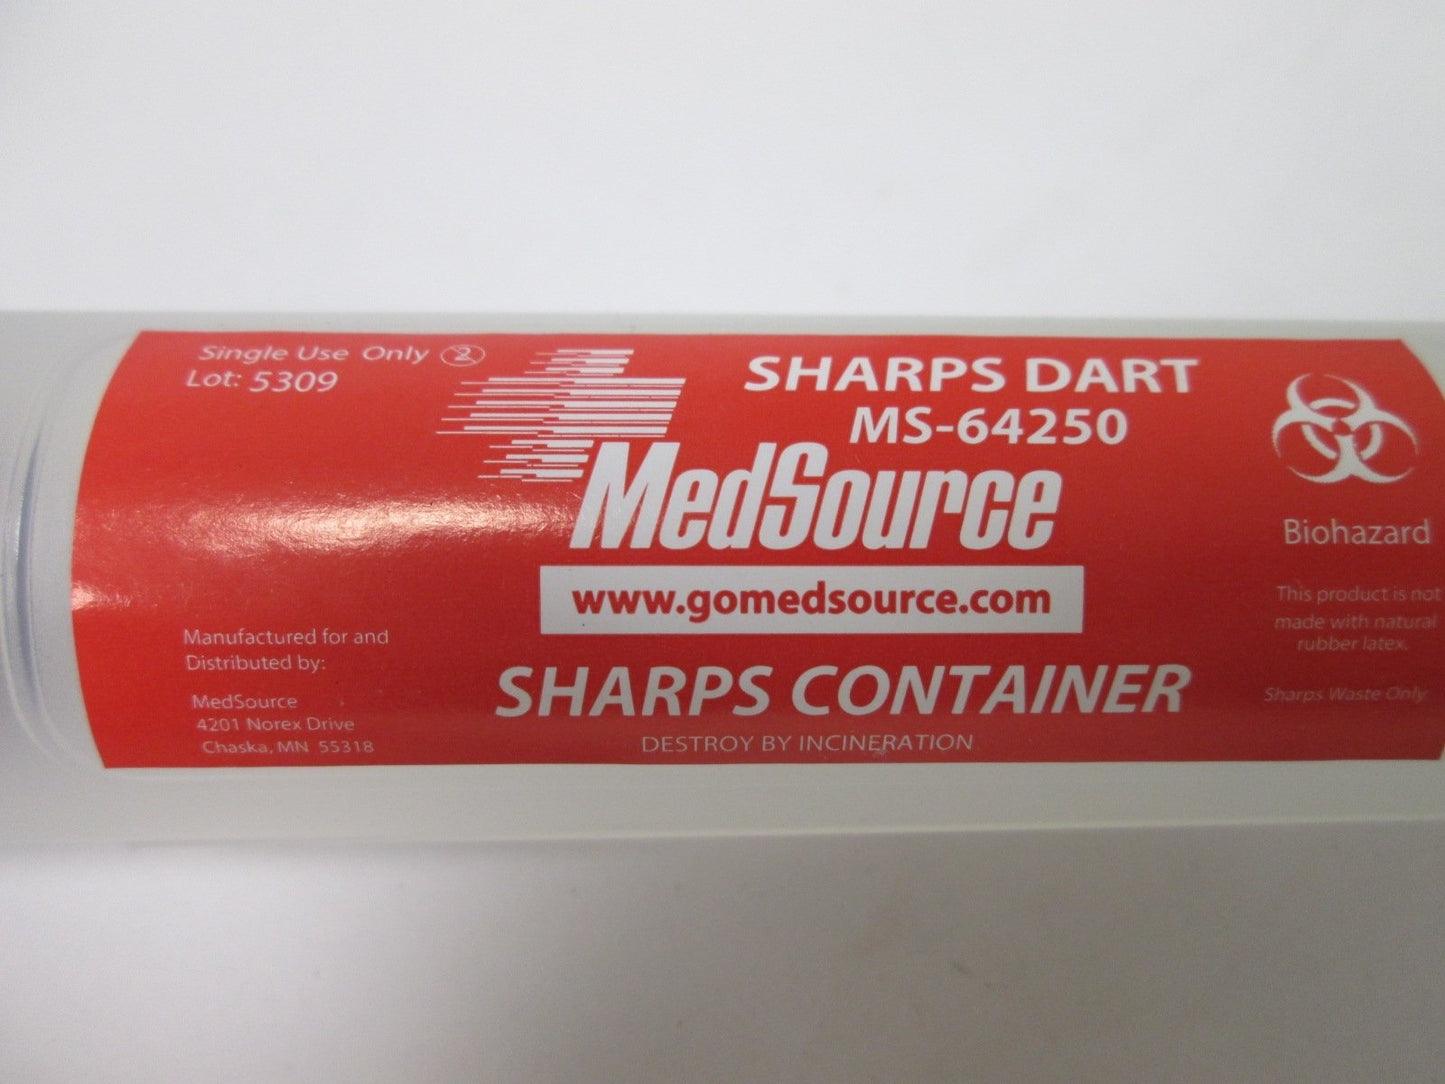 Single Use Only 2
Lot: 5309
SHARPS DART
MS-64250
MedSource
www.gomedsource.com
SHARPS CONTAINER
DESTROY BY INCINERATION
Manufactured for and
Distributed by:
MedSource
4201 Norex Drive
Chaska, MN 55318
Biohazard
This product is not
made with natural
rubber latex.
Sharps Waste Only